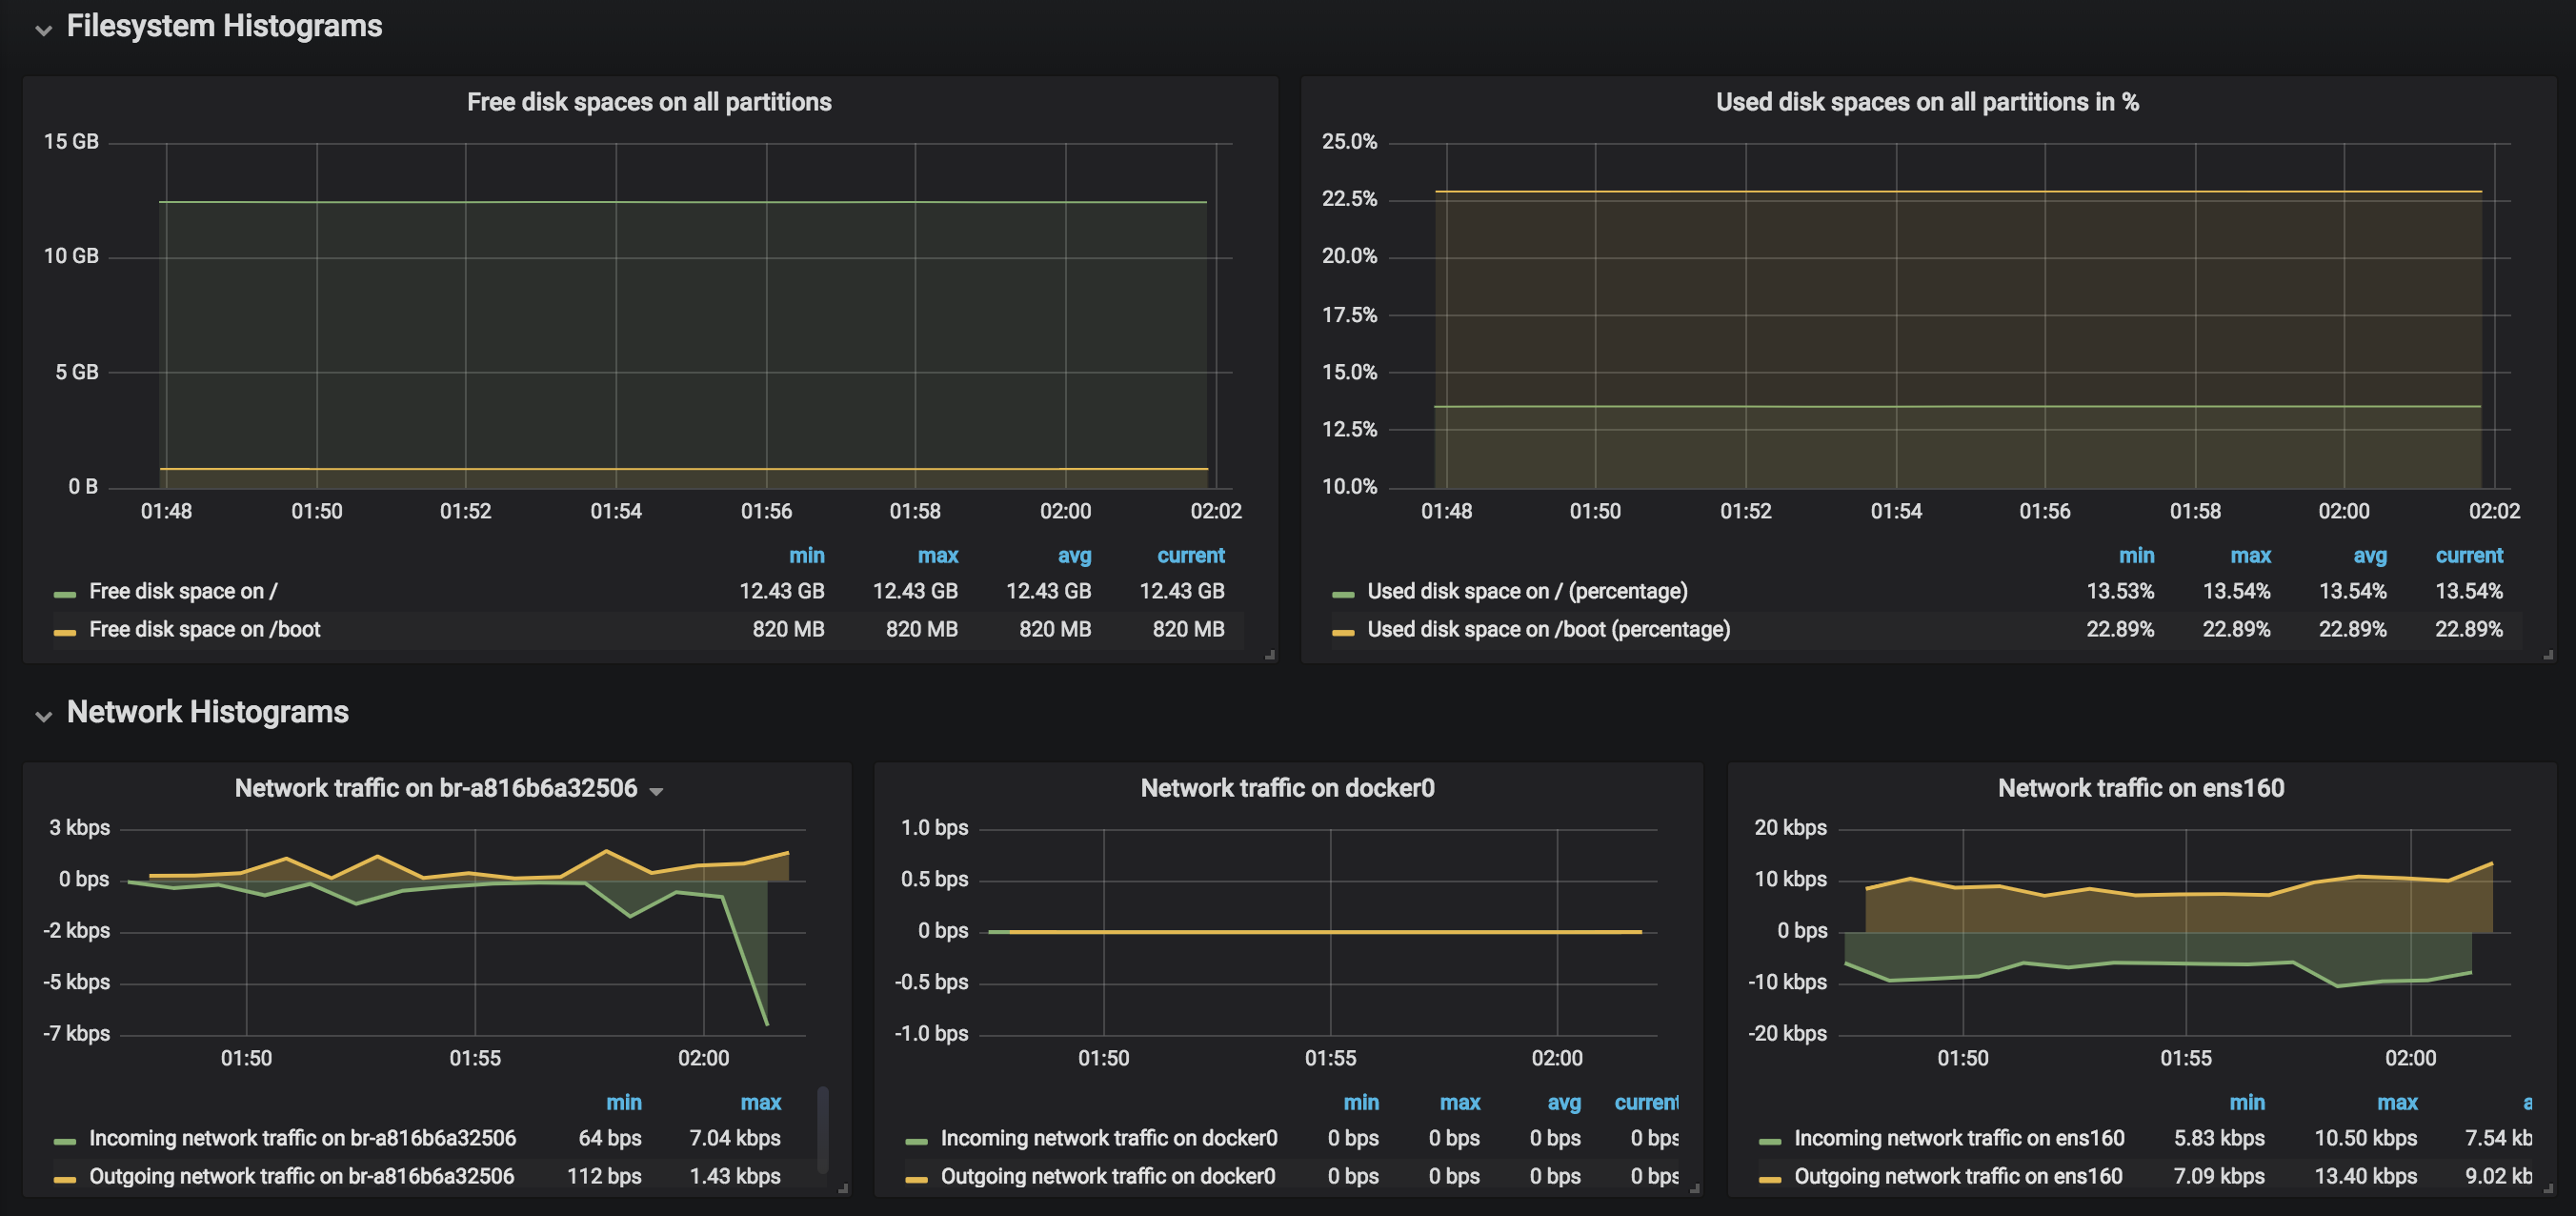 Filesystem Histograms
Free disk spaces on all partitions
15 GB
10 GB
5 GB
0 B
01:48 01:50 01:52 01:54 01:56 01:58 02:00 02:02
min max avg current
Free disk space on / 12.43 GB 12.43 GB 12.43 GB 12.43 GB
Free disk space on /boot 820 MB 820 MB 820 MB 820 MB
Used disk spaces on all partitions in %
25.0%
22.5%
20.0%
17.5%
15.0%
12.5%
10.0%
01:48 01:50 01:52 01:54 01:56 01:58 02:00 02:02
min max avg current
Used disk space on / (percentage) 13.53% 13.54% 13.54% 13.54%
Used disk space on /boot (percentage) 22.89% 22.89% 22.89% 22.89%
Network Histograms
Network traffic on br-a816b6a32506
3 kbps
0 bps
-2 kbps
-5 kbps
-7 kbps
01:50 01:55 02:00
min max
Incoming network traffic on br-a816b6a32506 64 bps 7.04 kbps
Outgoing network traffic on br-a816b6a32506 112 bps 1.43 kbps
Network traffic on docker0
1.0 bps
0.5 bps
0 bps
-0.5 bps
-1.0 bps
01:50 01:55 02:00
min max avg current
Incoming network traffic on docker0 0 bps 0 bps 0 bps 0 bps
Outgoing network traffic on docker0 0 bps 0 bps 0 bps 0 bps
Network traffic on ens160
20 kbps
10 kbps
0 bps
-10 kbps
-20 kbps
01:50 01:55 02:00
min max a
Incoming network traffic on ens160 5.83 kbps 10.50 kbps 7.54 kb
Outgoing network traffic on ens160 7.09 kbps 13.40 kbps 9.02 kb